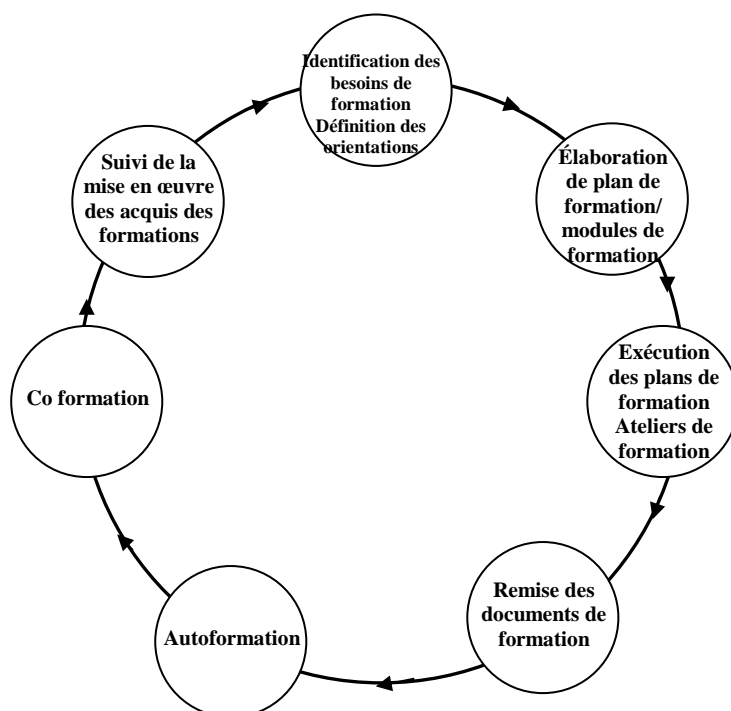 Identification des
besoins de
formation
Définition des
orientations
Élaboration
de plan de
formation/
modules de
formation
Exécution
des plans de
formation
Ateliers de
formation
Remise des
documents de
formation
Autoformation
Co formation
Suivi de la
mise en œuvre
des acquis des
formations